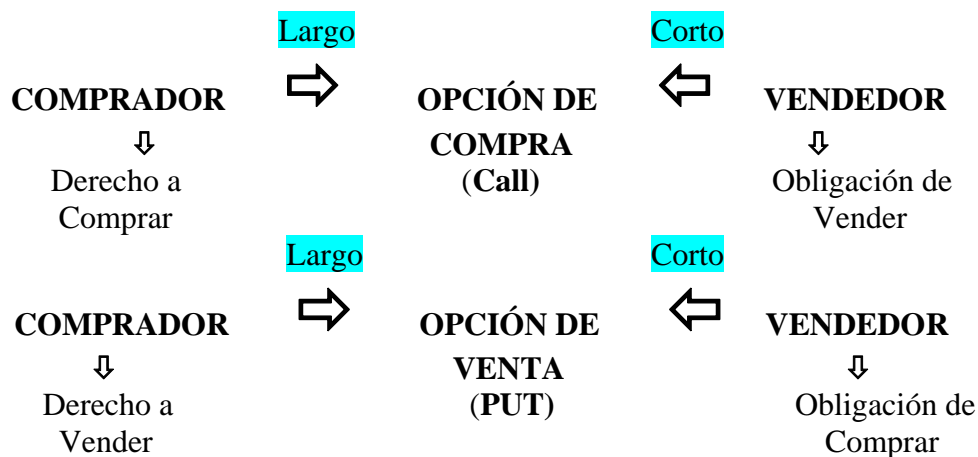 Largo Corto
COMPRADOR OPCIÓN DE VENDEDOR
COMPRA
Derecho a (Call) Obligación de
Comprar Vender
Largo Corto
COMPRADOR OPCIÓN DE VENDEDOR
VENTA
Derecho a (PUT) Obligación de
Vender Comprar